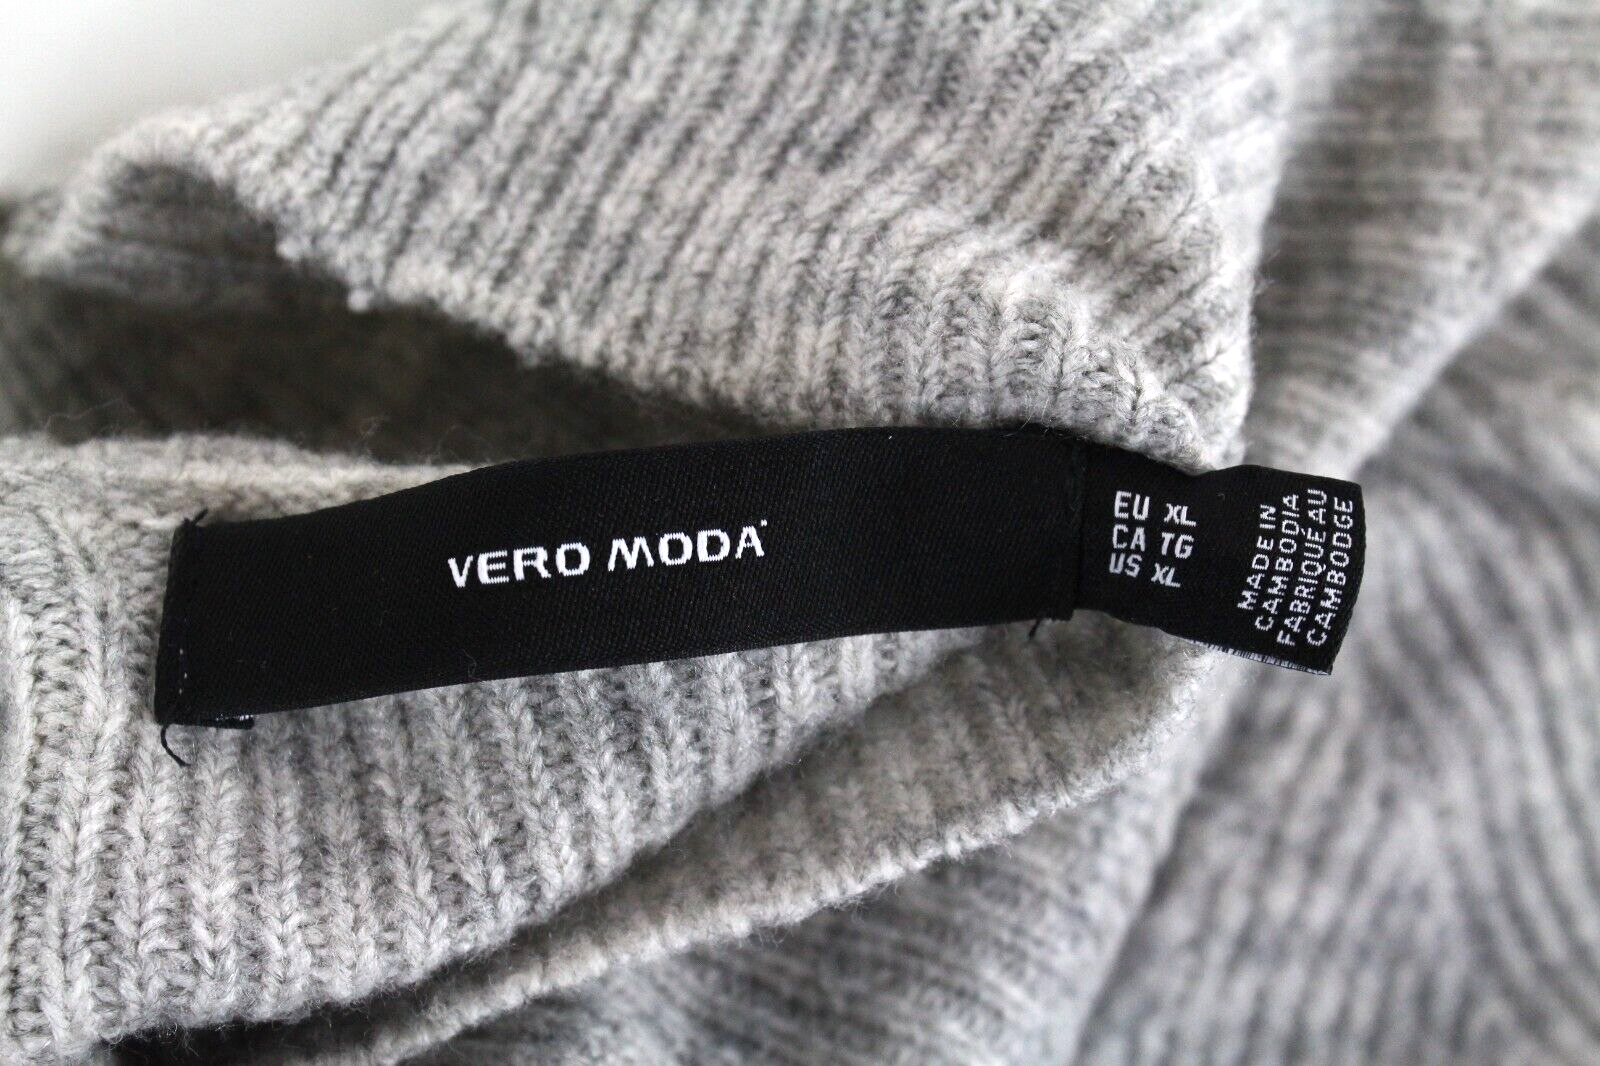 VERO MODA
EU XL
CA TG
US XL
MADE IN
CAMBODIA
FABRIQUÉ AU
CAMBODGE